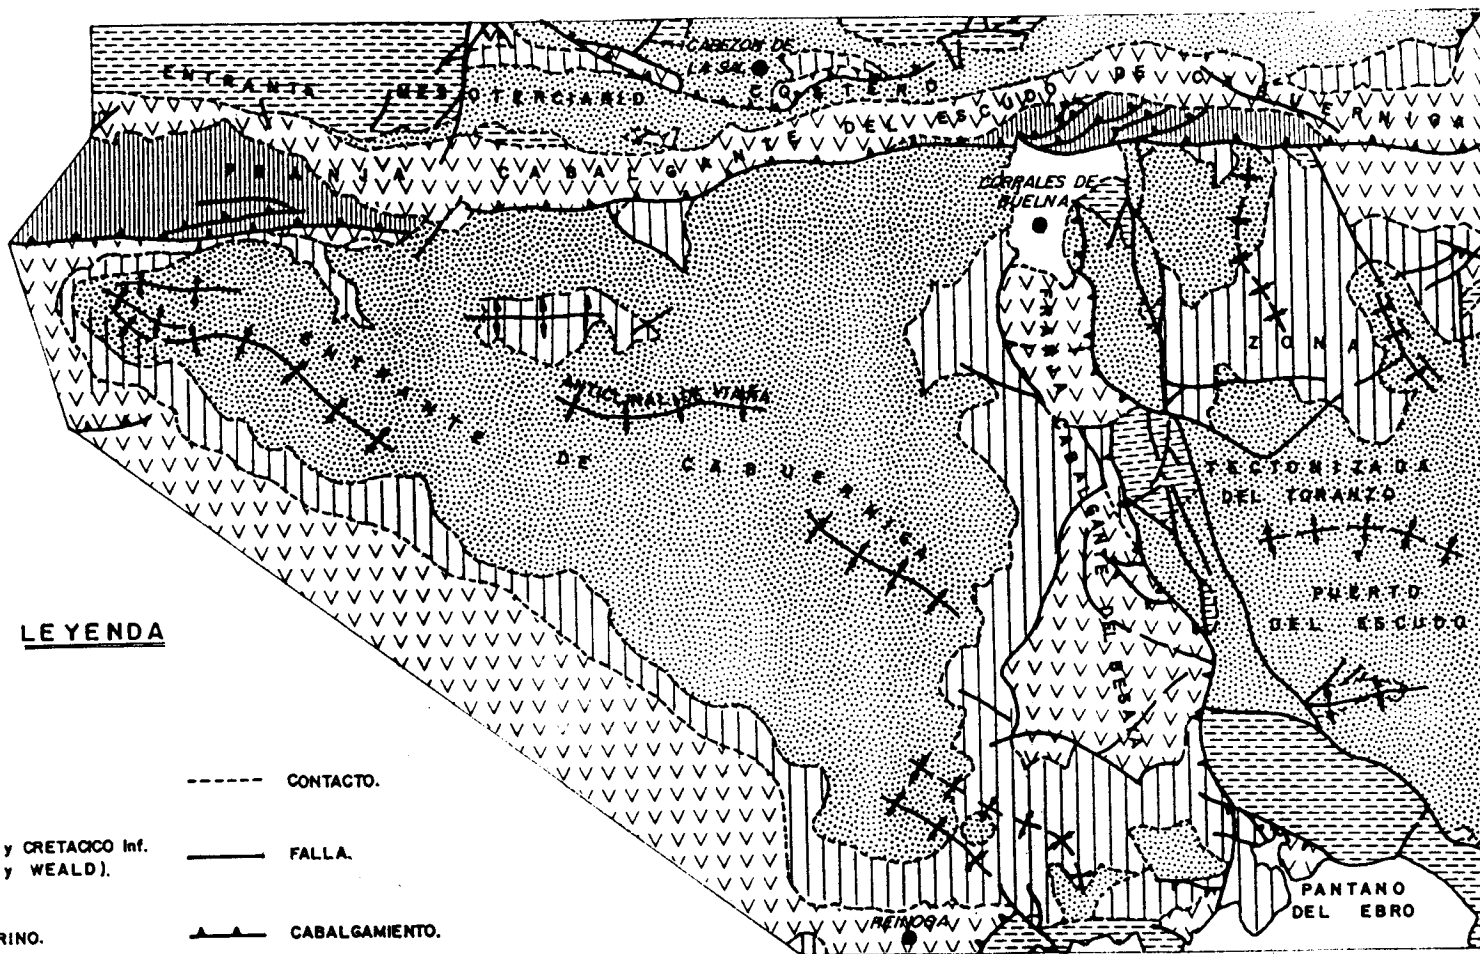 CABEZON DE
LA SAL
ENTRANTE MESOTERCIARIO COSTERO
FRANJA CABALGANTE DEL ESCUDO DE CABUERNIGA
CORRALES DE
BUELNA
ENTRANTE DE CABUERNIGA
ANTICLINAL DE VIAÑA
FRANJA CABALGANTE DEL BESAYA
ZONA
TECTONIZADA
DEL TORANZO
PUERTO
DEL ESCUDO
LEYENDA
CONTACTO.
y CRETACICO Inf.
y WEALD).
FALLA.
RINO.
CABALGAMIENTO.
REINOSA
PANTANO
DEL EBRO